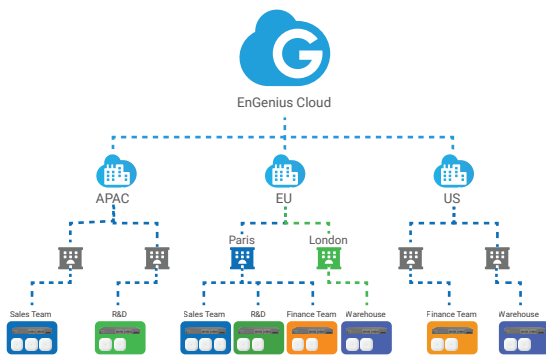 G
EnGenius Cloud
APAC
EU
US
Paris
London
Sales Team
R&D
Sales Team
R&D
Finance Team
Warehouse
Finance Team
Warehouse